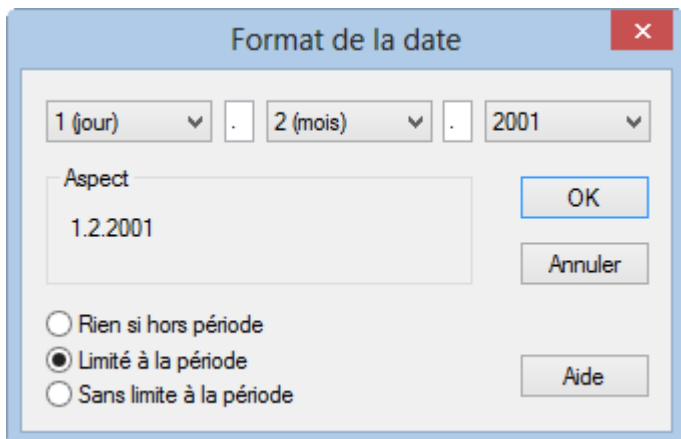 Format de la date
1 (jour) . 2 (mois) . 2001
Aspect
1.2.2001
OK
Annuler
Rien si hors période
Limité à la période
Sans limite à la période
Aide